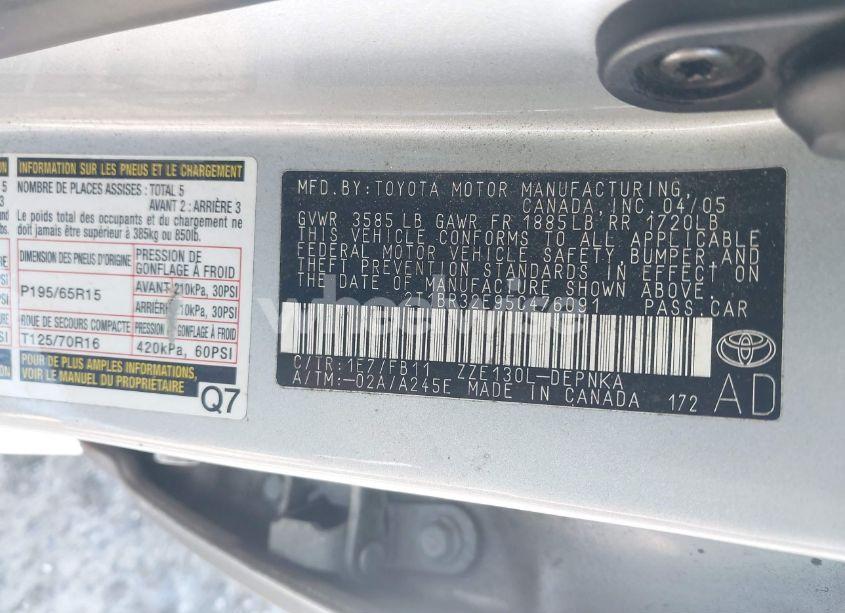 INFORMATION SUR LES PNEUS ET LE CHARGEMENT
NOMBRE DE PLACES ASSISES : TOTAL 5
AVANT 2 : ARRIÈRE 3
Le poids total des occupants et du chargement ne
doit jamais être supérieur à 385kg ou 850lb.
DIMENSION DES PNEUS D'ORIGINE
PRESSION DE
GONFLAGE À FROID
P195/65R15
AVANT 210kPa, 30PSI
ARRIÈRE 210kPa, 30PSI
ROUE DE SECOURS COMPACTE
PRESSION DE GONFLAGE À FROID
T125/70R16
420kPa, 60PSI
POUR DE PLUS AMPLES INFORMATIONS,
VOIR LE MANUEL DU PROPRIÉTAIRE
Q7
MFD. BY: TOYOTA MOTOR MANUFACTURING,
CANADA, INC. 04/05
GVWR 3585 LB GAWR FR 1885LB RR 1720LB
THIS VEHICLE CONFORMS TO ALL APPLICABLE
FEDERAL MOTOR VEHICLE SAFETY, BUMPER, AND
THEFT PREVENTION STANDARDS IN EFFECT ON
THE DATE OF MANUFACTURE SHOWN ABOVE.
1BR32E95C476091 PASS. CAR
C/TR: 1E7/FB11 ZZE130L-DEPNKA
A/TM: -02A/A245E MADE IN CANADA 172
AD